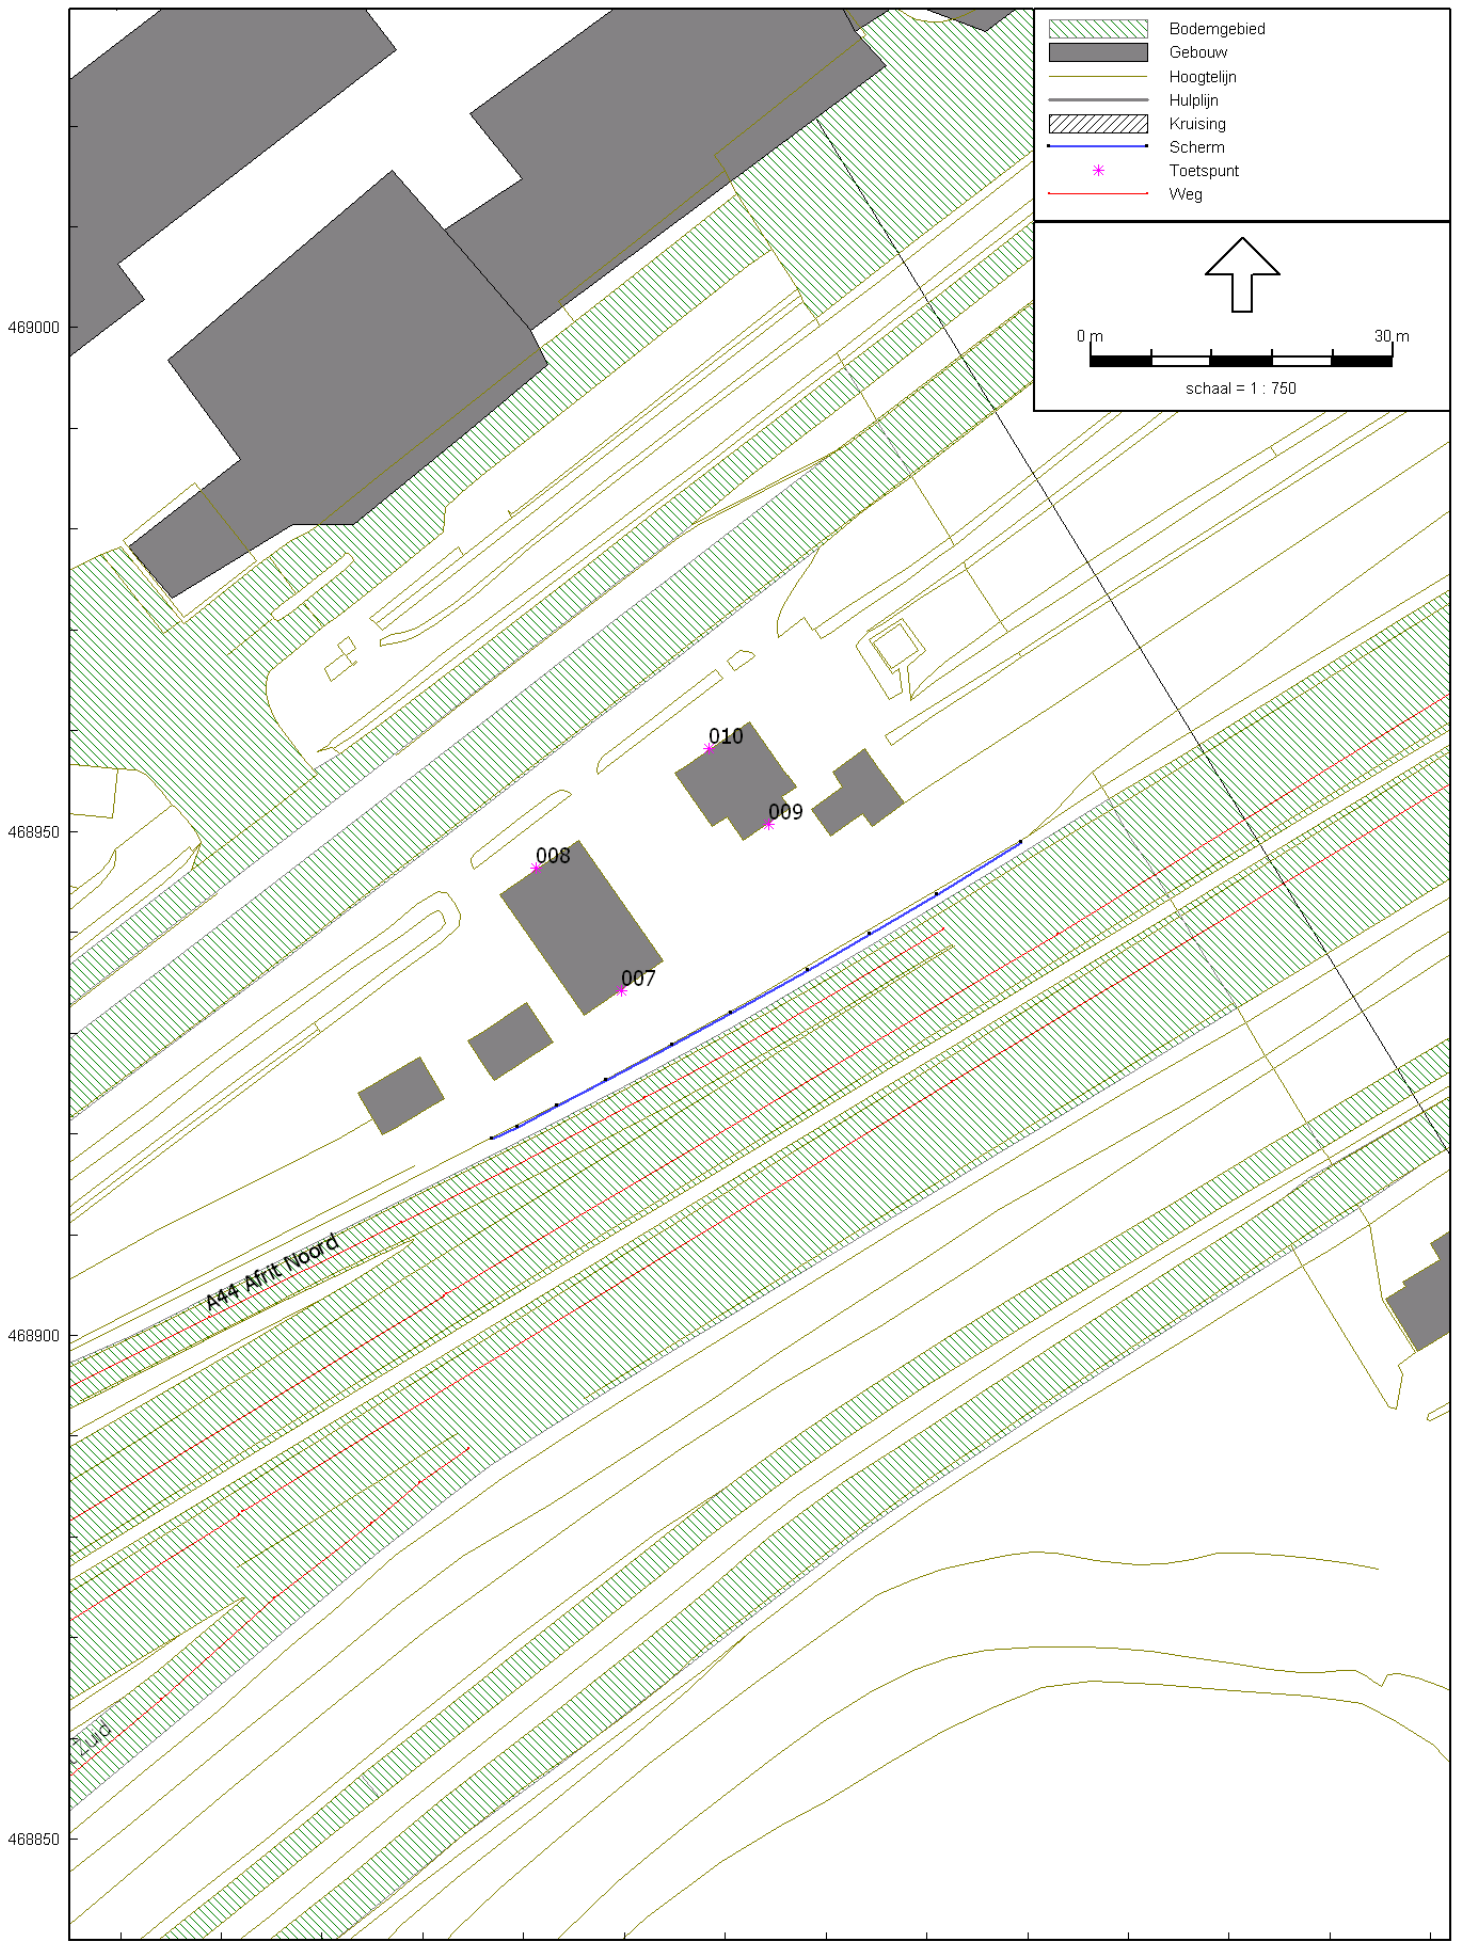 Bodemgebied
Gebouw
Hoogtelijn
Hulplijn
Kruising
Scherm
Toetspunt
Weg
0 m
30 m
schaal = 1 : 750
469000
010
009
468950
008
007
A44 Afrit Noord
468900
Zuid
468850